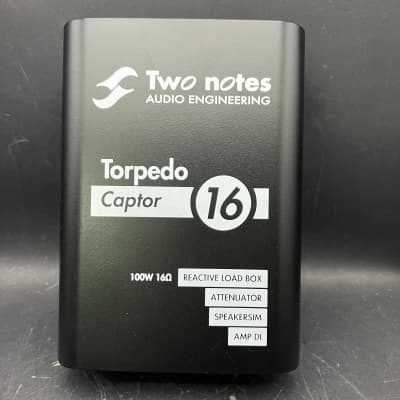 Two notes
AUDIO ENGINEERING
Torpedo
Captor 16
100W 16Ω REACTIVE LOAD BOX
ATTENUATOR
SPEAKERSIM
AMP DI